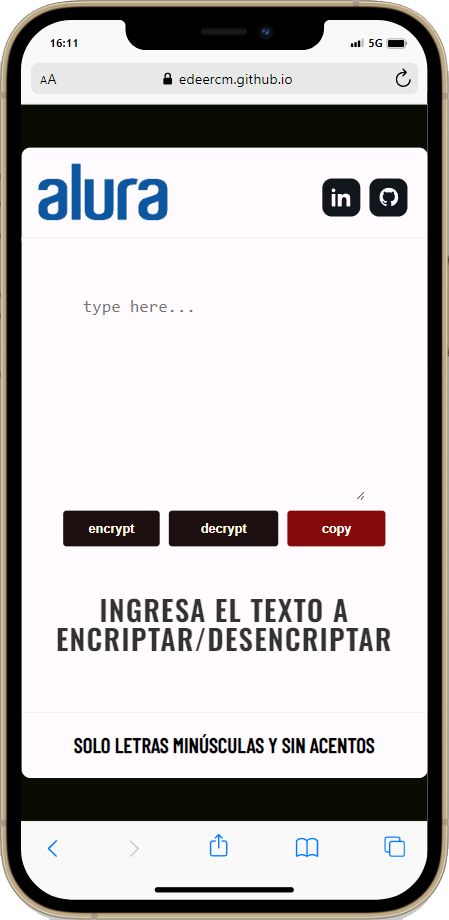 16:11
5G
AA
edeercm.github.io
alura
in
type here...
encrypt
decrypt
copy
INGRESA EL TEXTO A
ENCRIPTAR/DESENCRIPTAR
SOLO LETRAS MINÚSCULAS Y SIN ACENTOS